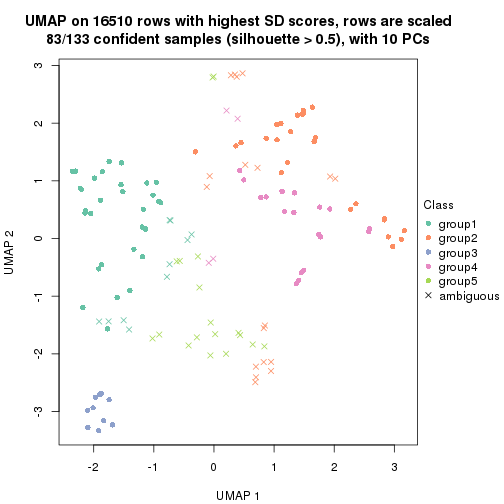 UMAP on 16510 rows with highest SD scores, rows are scaled
83/133 confident samples (silhouette > 0.5), with 10 PCs
3
2
1
0
-1
-2
-3
UMAP 2
-2
-1
0
1
2
3
UMAP 1
Class
group1
group2
group3
group4
group5
ambiguous